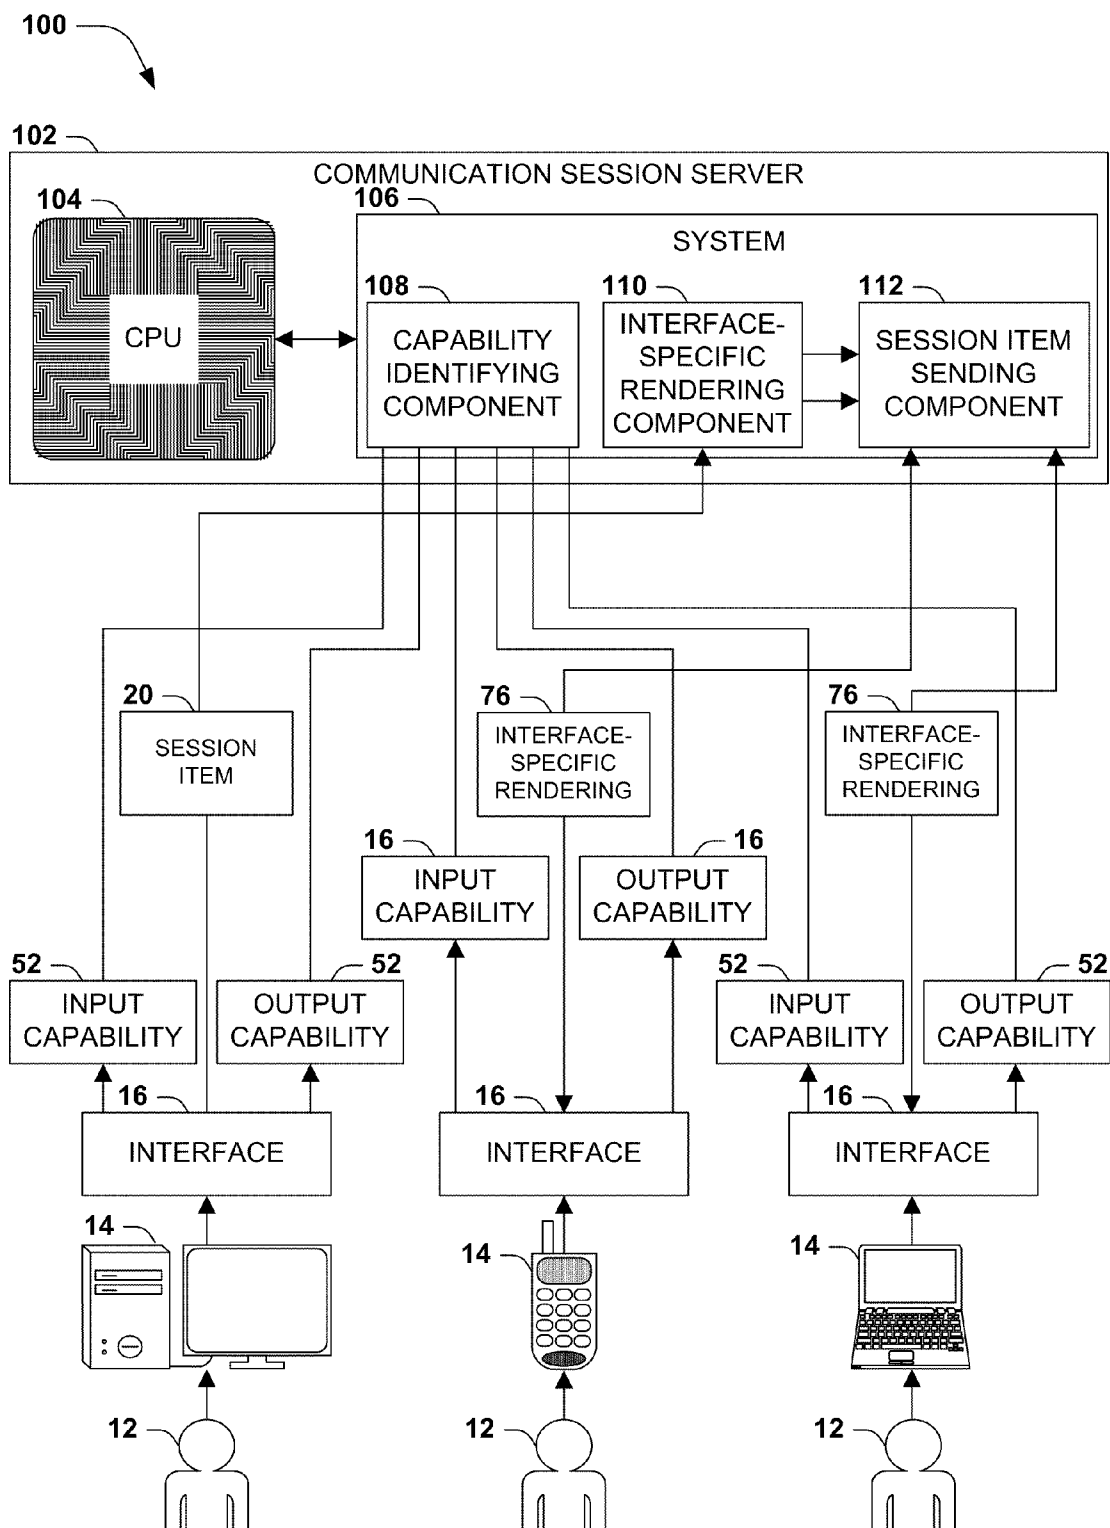 100
102
COMMUNICATION SESSION SERVER
104
106
CPU
SYSTEM
108
CAPABILITY
IDENTIFYING
COMPONENT
110
INTERFACE-
SPECIFIC
RENDERING
COMPONENT
112
SESSION ITEM
SENDING
COMPONENT
20
SESSION
ITEM
76
INTERFACE-
SPECIFIC
RENDERING
76
INTERFACE-
SPECIFIC
RENDERING
16
INPUT
CAPABILITY
16
OUTPUT
CAPABILITY
52
INPUT
CAPABILITY
52
OUTPUT
CAPABILITY
52
INPUT
CAPABILITY
52
OUTPUT
CAPABILITY
16
INTERFACE
16
INTERFACE
16
INTERFACE
14
14
14
12
12
12